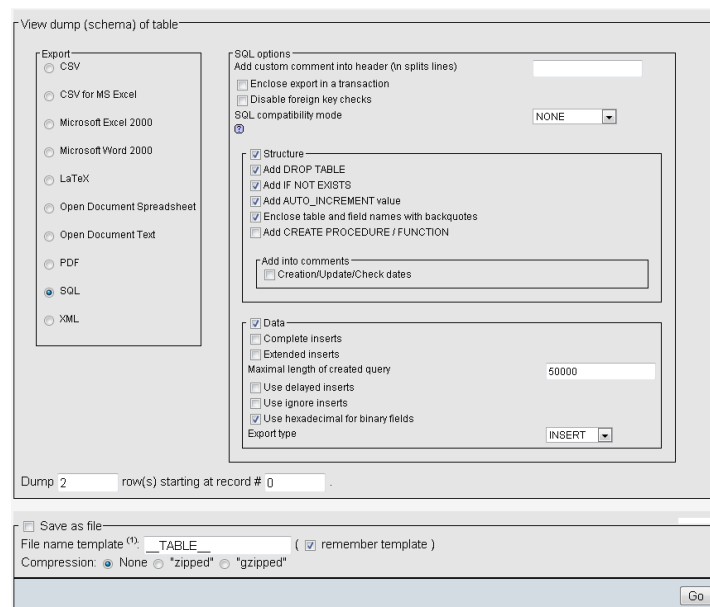 View dump (schema) of table
Export
CSV
CSV for MS Excel
Microsoft Excel 2000
Microsoft Word 2000
LaTeX
Open Document Spreadsheet
Open Document Text
PDF
SQL
XML
SQL options
Add custom comment into header (\n splits lines)
Enclose export in a transaction
Disable foreign key checks
SQL compatibility mode NONE
?
Structure
Add DROP TABLE
Add IF NOT EXISTS
Add AUTO_INCREMENT value
Enclose table and field names with backquotes
Add CREATE PROCEDURE / FUNCTION
Add into comments
Creation/Update/Check dates
Data
Complete inserts
Extended inserts
Maximal length of created query 50000
Use delayed inserts
Use ignore inserts
Use hexadecimal for binary fields
Export type INSERT
Dump 2 row(s) starting at record # 0 .
Save as file
File name template (1): __TABLE__ ( remember template )
Compression: None "zipped" "gzipped"
Go